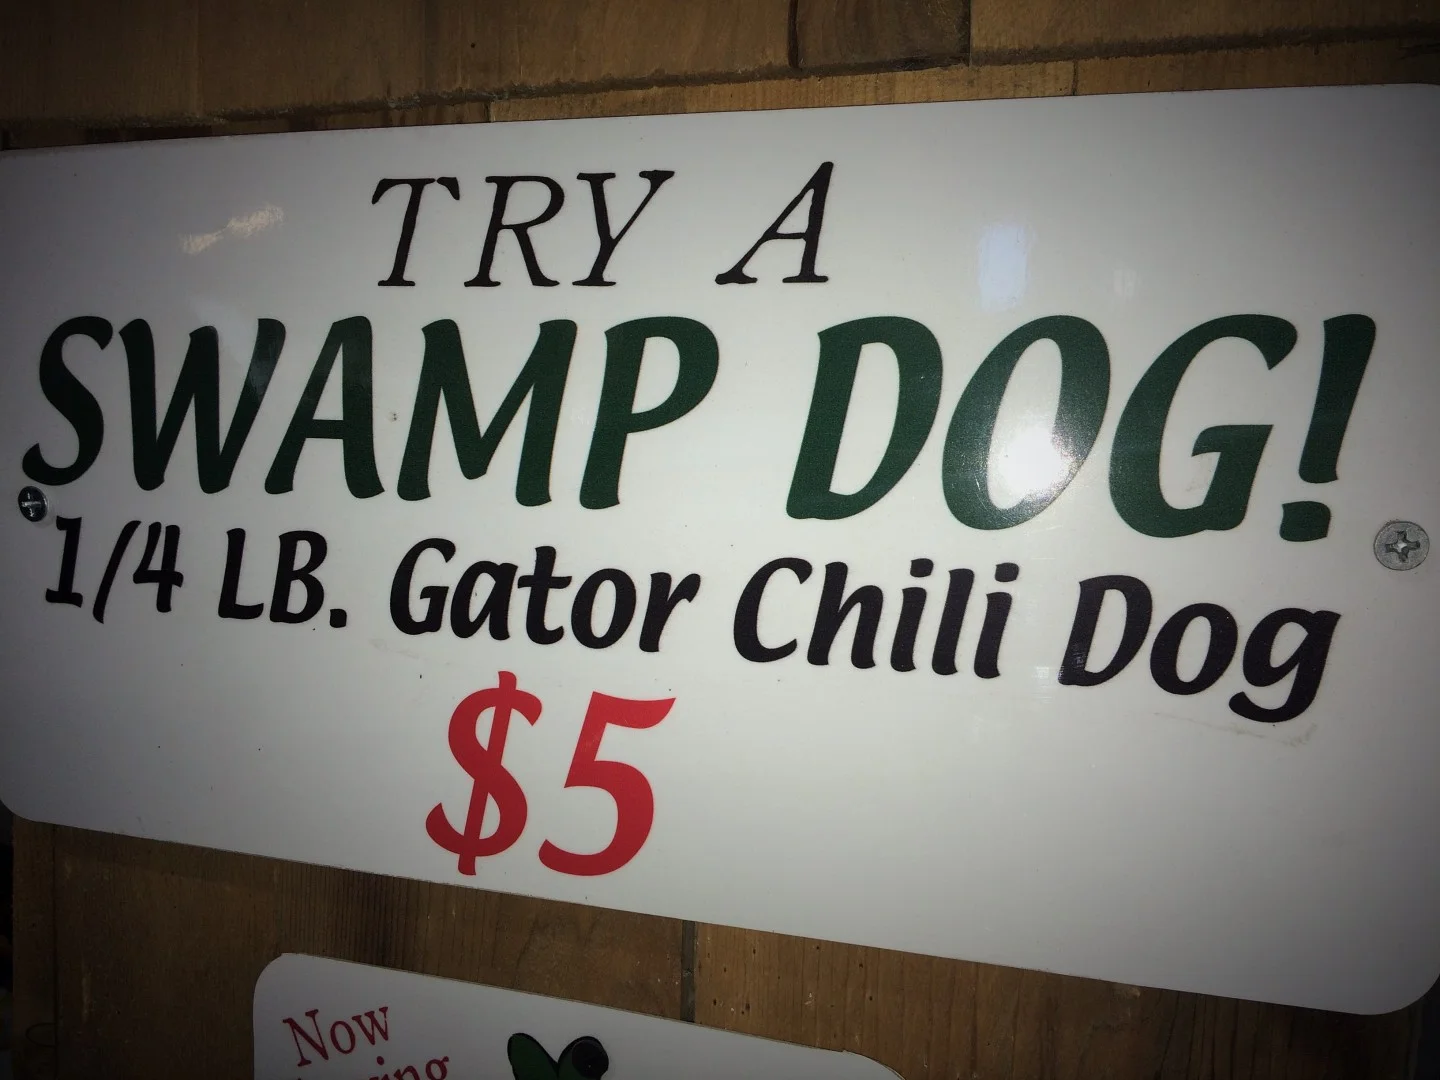 TRY A
SWAMP DOG!
1/4 LB. Gator Chili Dog
$5
Now